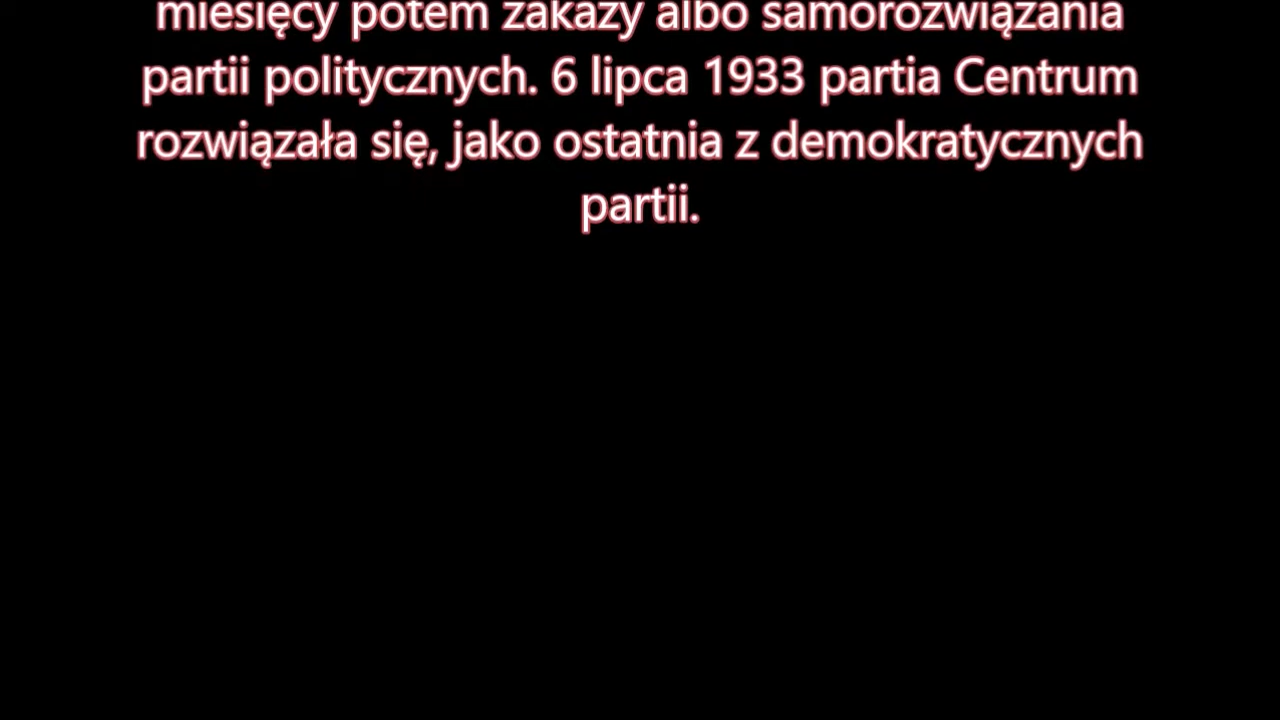 miesięcy potem zakazy albo samorozwiązania
partii politycznych. 6 lipca 1933 partia Centrum
rozwiązała się, jako ostatnia z demokratycznych
partii.